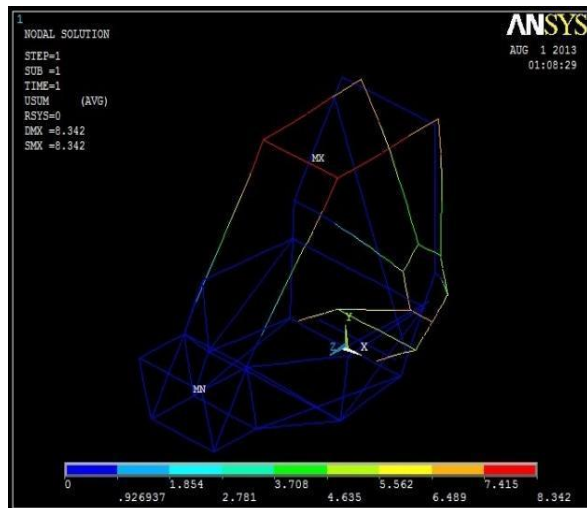 1
NODAL SOLUTION
STEP=1
SUB =1
TIME=1
USUM (AVG)
RSYS=0
DMX =8.342
SMX =8.342
ANSYS
AUG 1 2013
01:08:29
MX
Y
Z X
MN
0 1.854 3.708 5.562 7.415
.926937 2.781 4.635 6.489 8.342